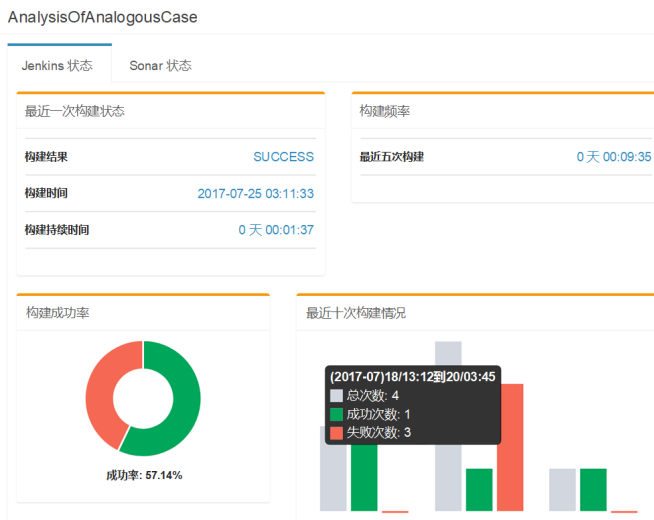 AnalysisOfAnalogousCase
Jenkins 状态
Sonar 状态
最近一次构建状态
构建结果 SUCCESS
构建时间 2017-07-25 03:11:33
构建持续时间 0 天 00:01:37
构建频率
最近五次构建 0 天 00:09:35
构建成功率
成功率: 57.14%
最近十次构建情况
(2017-07)18/13:12到20/03:45
总次数: 4
成功次数: 1
失败次数: 3